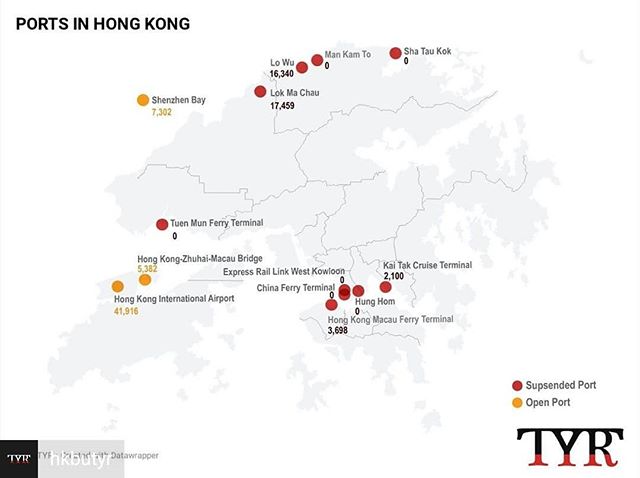 PORTS IN HONG KONG
Sha Tau Kok
0
Man Kam To
0
Lo Wu
16,340
Lok Ma Chau
17,459
Shenzhen Bay
7,302
Tuen Mun Ferry Terminal
0
Hong Kong-Zhuhai-Macau Bridge
5,382
Hong Kong International Airport
41,916
Express Rail Link West Kowloon
0
China Ferry Terminal
0
Kai Tak Cruise Terminal
2,100
Hung Hom
0
Hong Kong Macau Ferry Terminal
3,698
Supsended Port
Open Port
TYR
TYR
hkbutyr
with Datawrapper